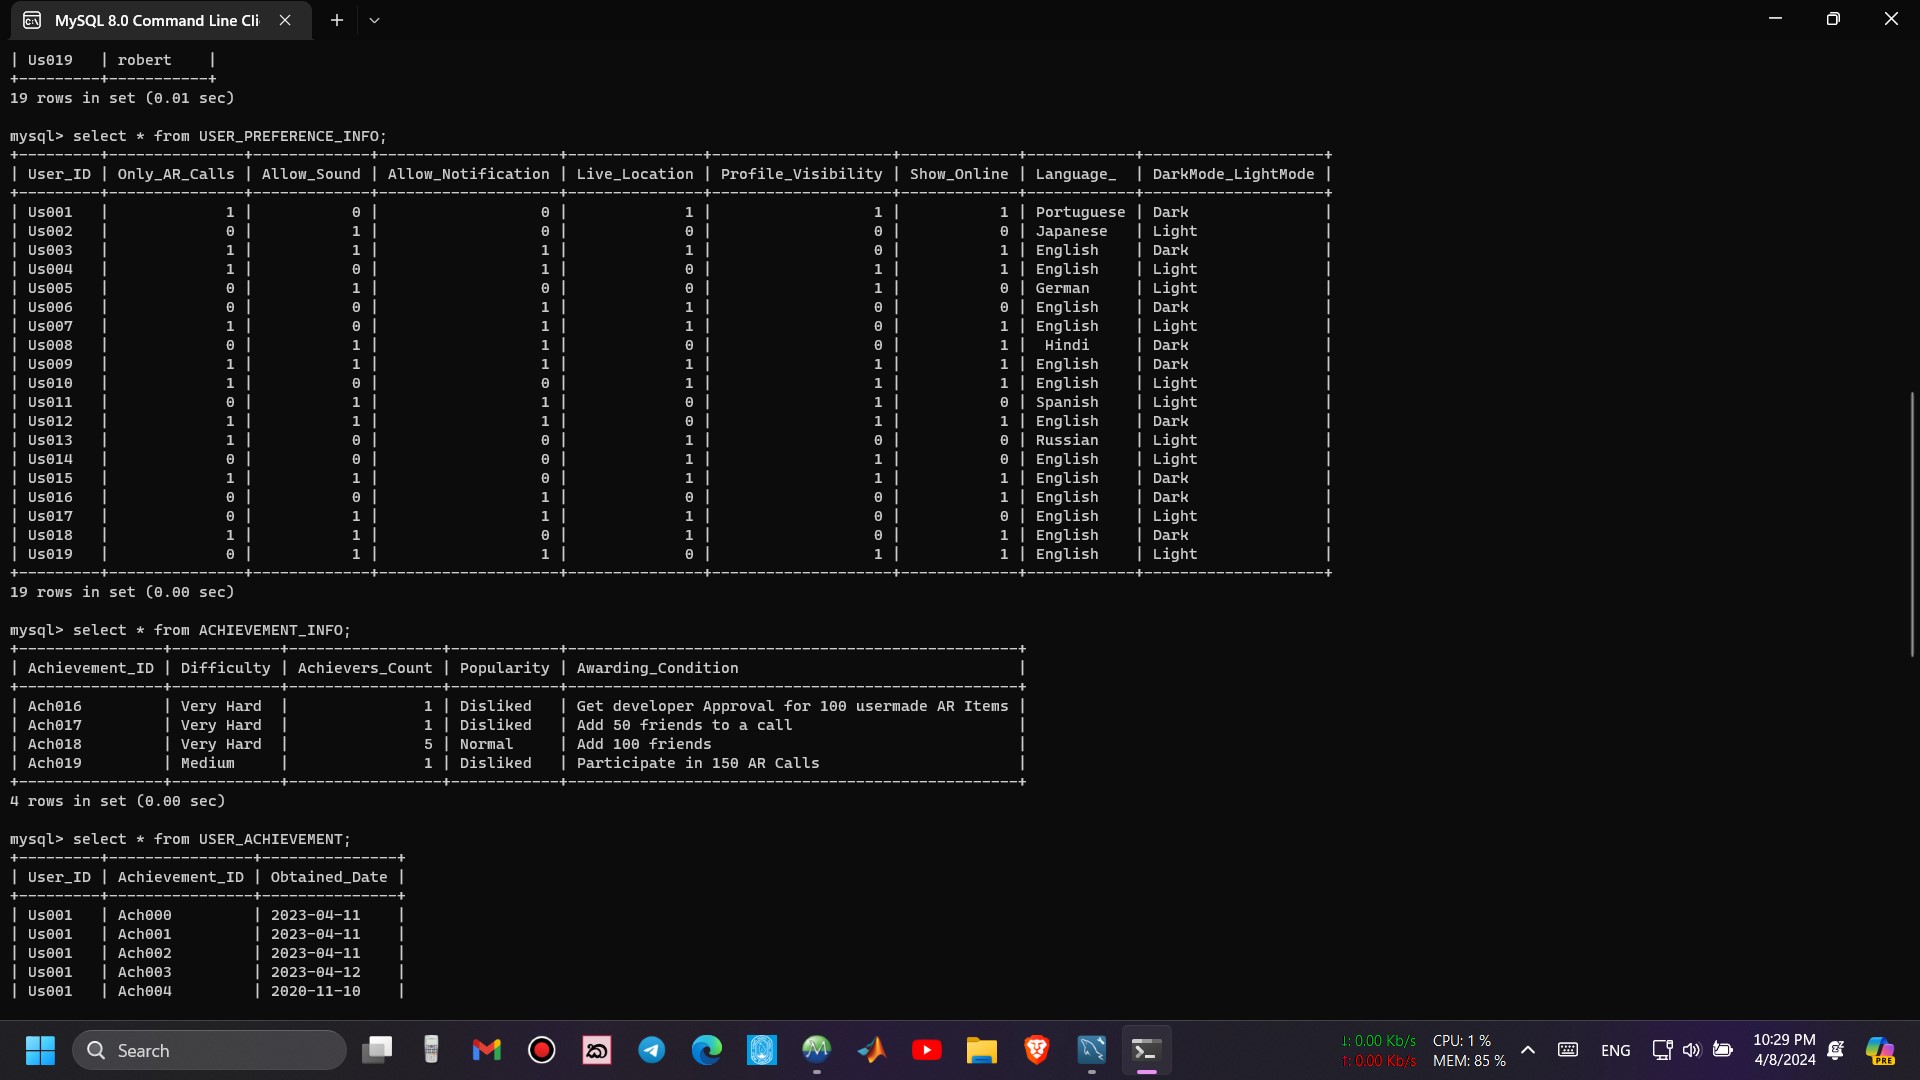 MySQL 8.0 Command Line Cli
| Us019   | robert    |
+---------+-----------+
19 rows in set (0.01 sec)
mysql> select * from USER_PREFERENCE_INFO;
+---------+---------------+-------------+--------------------+---------------+--------------------+-------------+------------+--------------------+
| User_ID | Only_AR_Calls | Allow_Sound | Allow_Notification | Live_Location | Profile_Visibility | Show_Online | Language_  | DarkMode_LightMode |
+---------+---------------+-------------+--------------------+---------------+--------------------+-------------+------------+--------------------+
| Us001   |             1 |           0 |                  0 |             1 |                  1 |           1 | Portuguese | Dark               |
| Us002   |             0 |           1 |                  0 |             0 |                  0 |           0 | Japanese   | Light              |
| Us003   |             1 |           1 |                  1 |             1 |                  0 |           1 | English    | Dark               |
| Us004   |             1 |           0 |                  1 |             0 |                  1 |           1 | English    | Light              |
| Us005   |             0 |           1 |                  0 |             0 |                  1 |           0 | German     | Light              |
| Us006   |             0 |           0 |                  1 |             1 |                  0 |           0 | English    | Dark               |
| Us007   |             1 |           0 |                  1 |             1 |                  0 |           1 | English    | Light              |
| Us008   |             0 |           1 |                  1 |             0 |                  0 |           1 |  Hindi     | Dark               |
| Us009   |             1 |           1 |                  1 |             1 |                  1 |           1 | English    | Dark               |
| Us010   |             1 |           0 |                  0 |             1 |                  1 |           1 | English    | Light              |
| Us011   |             0 |           1 |                  1 |             0 |                  1 |           0 | Spanish    | Light              |
| Us012   |             1 |           1 |                  1 |             0 |                  1 |           1 | English    | Dark               |
| Us013   |             1 |           0 |                  0 |             1 |                  0 |           0 | Russian    | Light              |
| Us014   |             0 |           0 |                  0 |             1 |                  1 |           0 | English    | Light              |
| Us015   |             1 |           1 |                  0 |             1 |                  1 |           1 | English    | Dark               |
| Us016   |             0 |           0 |                  1 |             0 |                  0 |           1 | English    | Dark               |
| Us017   |             0 |           1 |                  1 |             1 |                  0 |           0 | English    | Light              |
| Us018   |             1 |           1 |                  0 |             1 |                  0 |           1 | English    | Dark               |
| Us019   |             0 |           1 |                  1 |             0 |                  1 |           1 | English    | Light              |
+---------+---------------+-------------+--------------------+---------------+--------------------+-------------+------------+--------------------+
19 rows in set (0.00 sec)
mysql> select * from ACHIEVEMENT_INFO;
+----------------+------------+-----------------+------------+--------------------------------------------------+
| Achievement_ID | Difficulty | Achievers_Count | Popularity | Awarding_Condition                               |
+----------------+------------+-----------------+------------+--------------------------------------------------+
| Ach016         | Very Hard  |               1 | Disliked   | Get developer Approval for 100 usermade AR Items |
| Ach017         | Very Hard  |               1 | Disliked   | Add 50 friends to a call                         |
| Ach018         | Very Hard  |               5 | Normal     | Add 100 friends                                  |
| Ach019         | Medium     |               1 | Disliked   | Participate in 150 AR Calls                      |
+----------------+------------+-----------------+------------+--------------------------------------------------+
4 rows in set (0.00 sec)
mysql> select * from USER_ACHIEVEMENT;
+---------+----------------+---------------+
| User_ID | Achievement_ID | Obtained_Date |
+---------+----------------+---------------+
| Us001   | Ach000         | 2023-04-11    |
| Us001   | Ach001         | 2023-04-11    |
| Us001   | Ach002         | 2023-04-11    |
| Us001   | Ach003         | 2023-04-12    |
| Us001   | Ach004         | 2020-11-10    |
Search
↓: 0.00 Kb/s CPU: 1 %
↑: 0.00 Kb/s MEM: 85 %
ENG
10:29 PM
4/8/2024
PRE